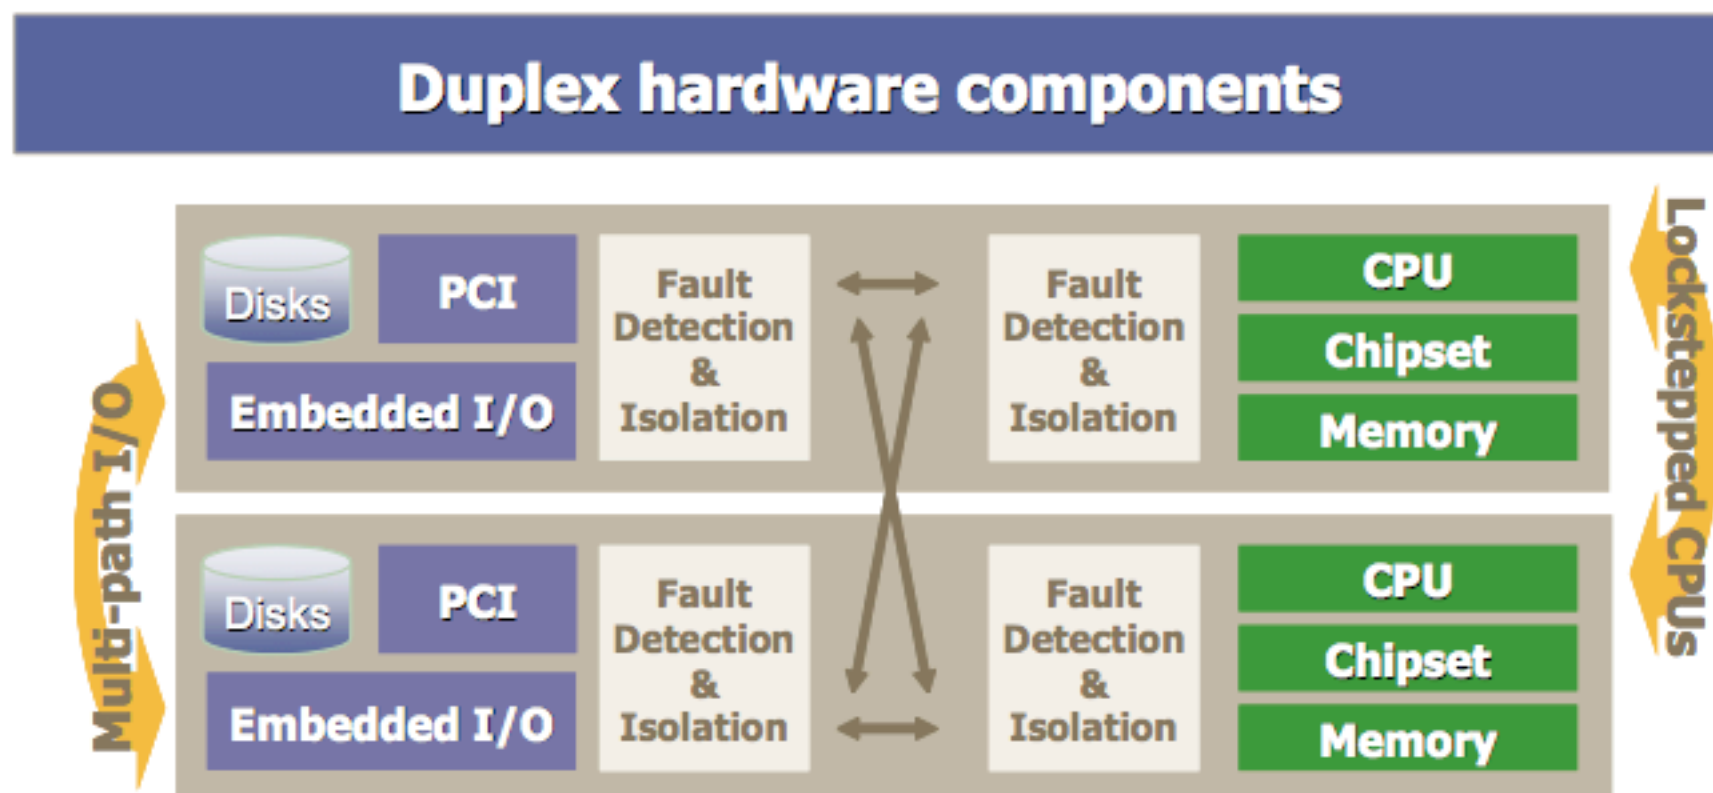 Duplex hardware components
Multi-path I/O
Disks
PCI
Embedded I/O
Fault
Detection
&
Isolation
Fault
Detection
&
Isolation
CPU
Chipset
Memory
Lockstepped CPUs
Disks
PCI
Embedded I/O
Fault
Detection
&
Isolation
Fault
Detection
&
Isolation
CPU
Chipset
Memory